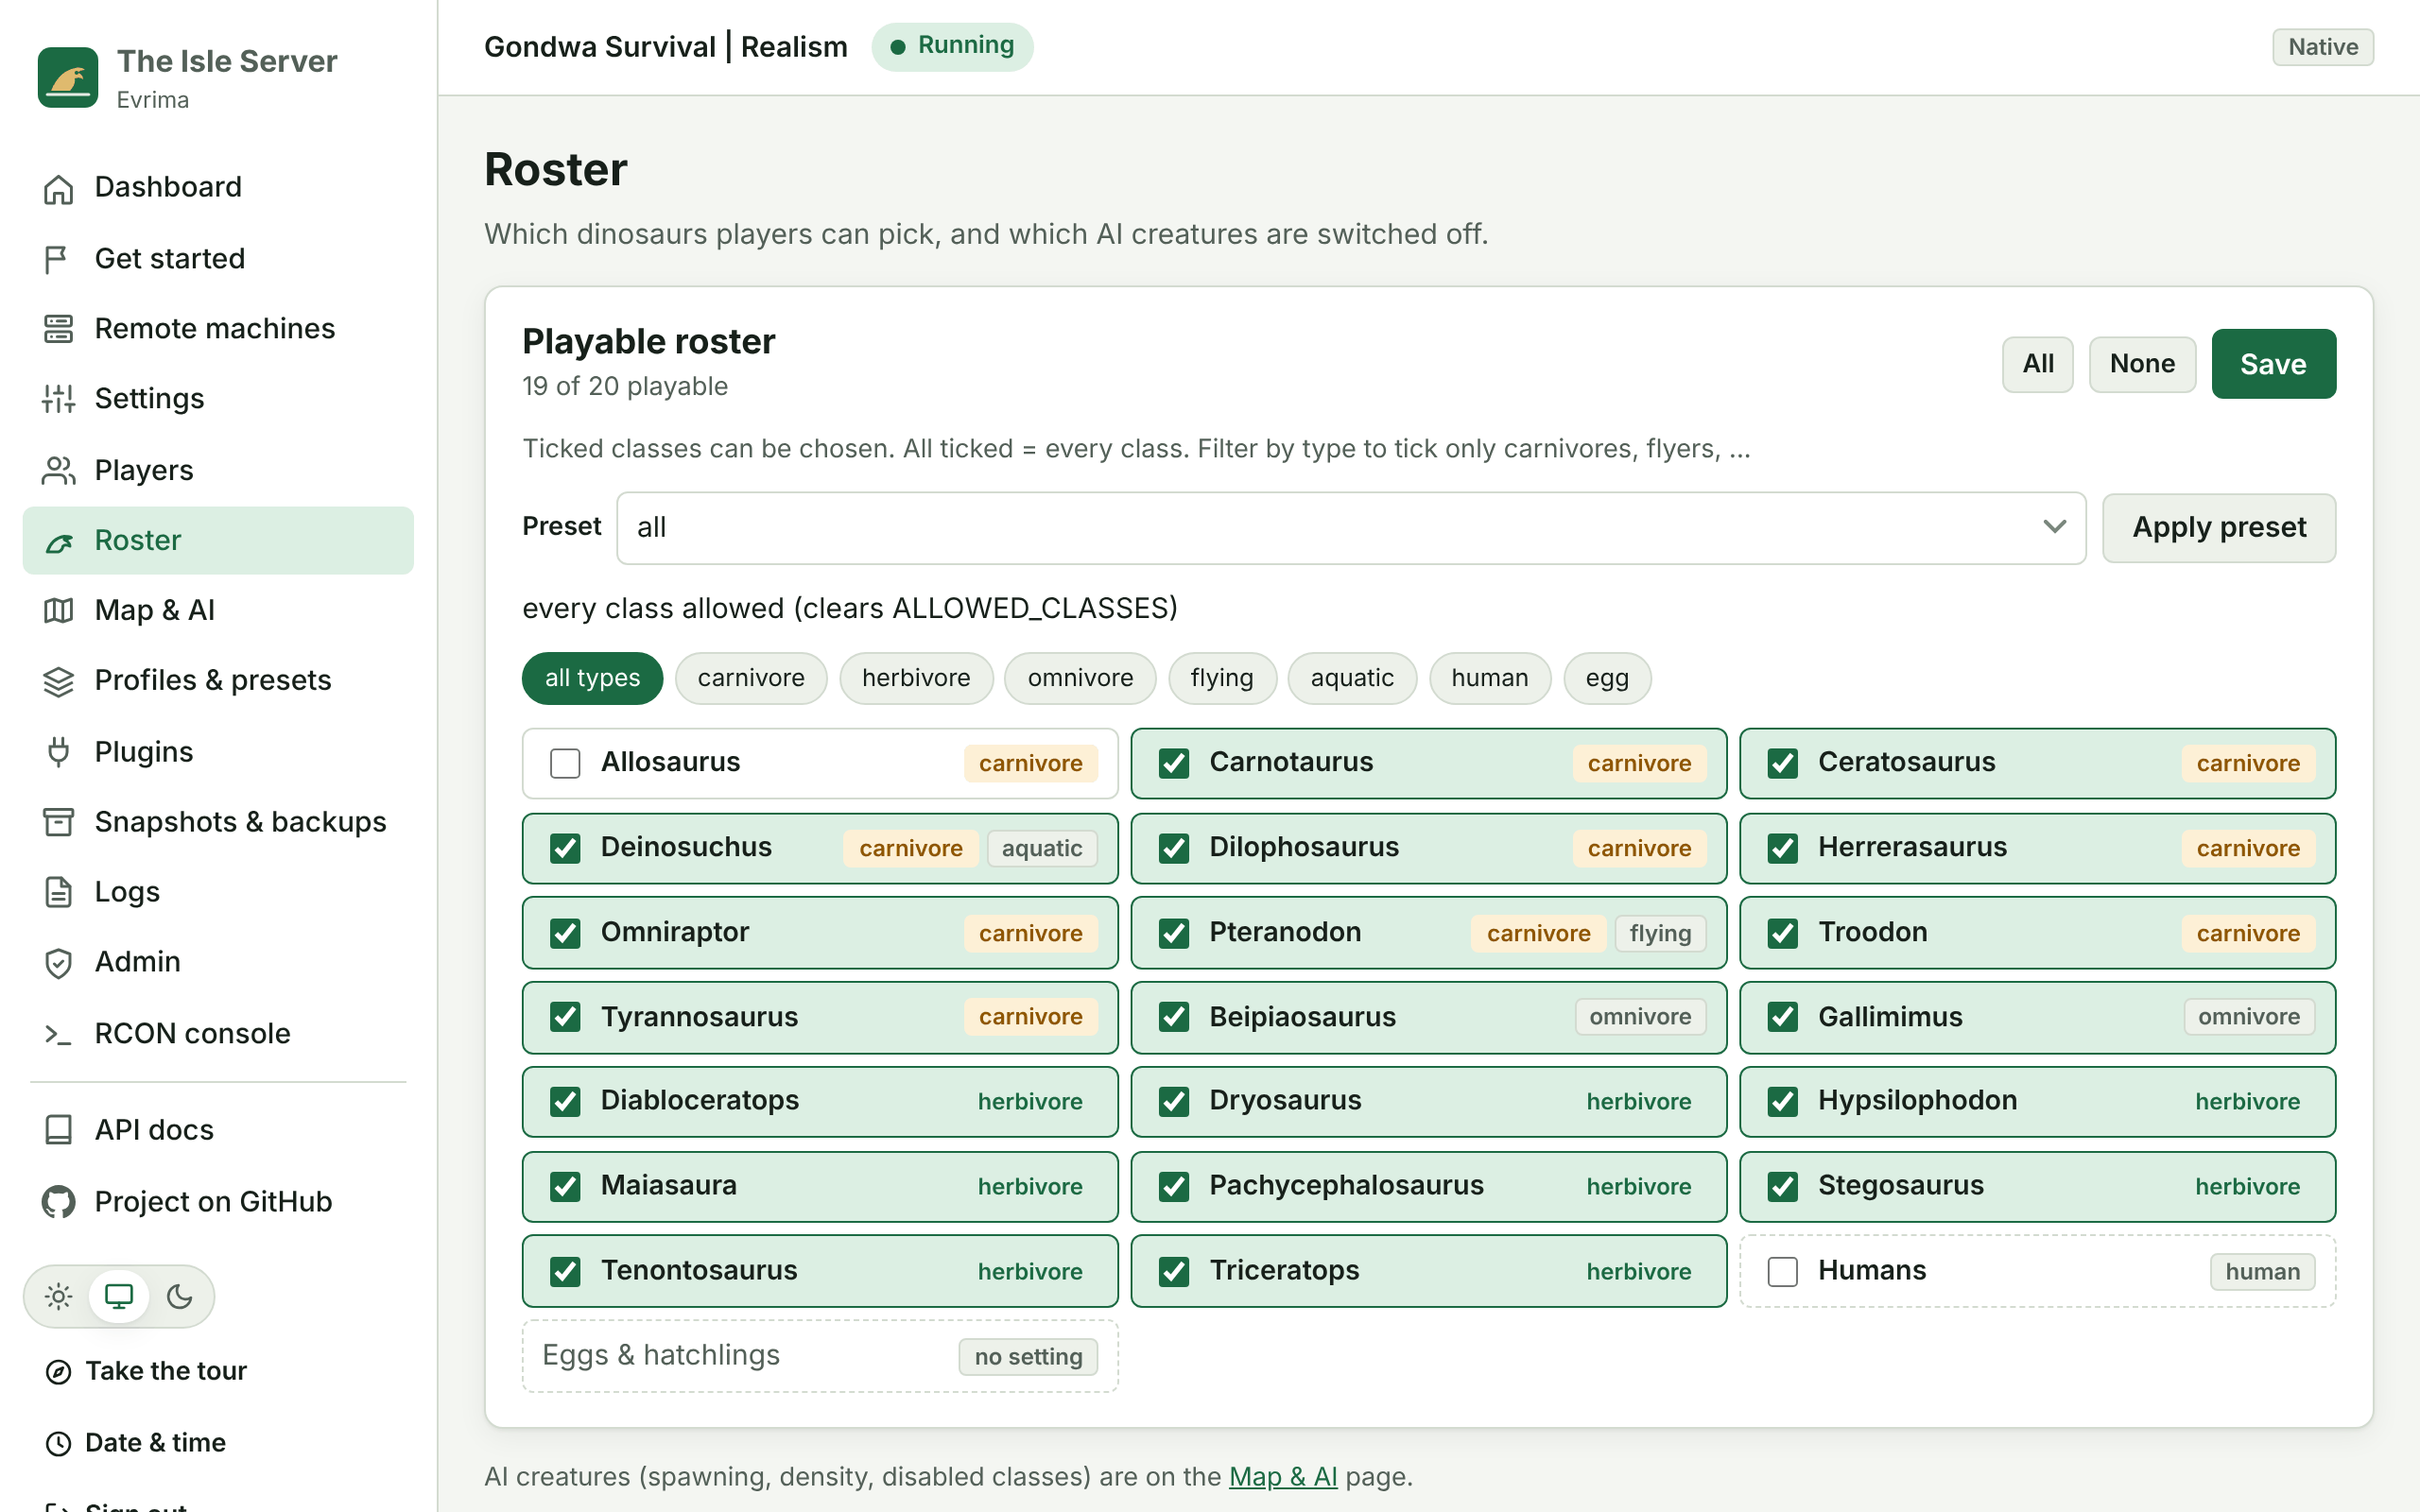 The Isle Server
Evrima
Dashboard
Get started
Remote machines
Settings
Players
Roster
Map & AI
Profiles & presets
Plugins
Snapshots & backups
Logs
Admin
RCON console
API docs
Project on GitHub
Take the tour
Date & time
Sign out
Gondwa Survival | Realism
Running
Native
Roster
Which dinosaurs players can pick, and which AI creatures are switched off.
Playable roster
19 of 20 playable
All None Save
Ticked classes can be chosen. All ticked = every class. Filter by type to tick only carnivores, flyers, ...
Preset all Apply preset
every class allowed (clears ALLOWED_CLASSES)
all types carnivore herbivore omnivore flying aquatic human egg
Allosaurus carnivore Carnotaurus carnivore Ceratosaurus carnivore
Deinosuchus carnivore aquatic Dilophosaurus carnivore Herrerasaurus carnivore
Omniraptor carnivore Pteranodon carnivore flying Troodon carnivore
Tyrannosaurus carnivore Beipiaosaurus omnivore Gallimimus omnivore
Diabloceratops herbivore Dryosaurus herbivore Hypsilophodon herbivore
Maiasaura herbivore Pachycephalosaurus herbivore Stegosaurus herbivore
Tenontosaurus herbivore Triceratops herbivore Humans human
Eggs & hatchlings no setting
AI creatures (spawning, density, disabled classes) are on the Map & AI page.